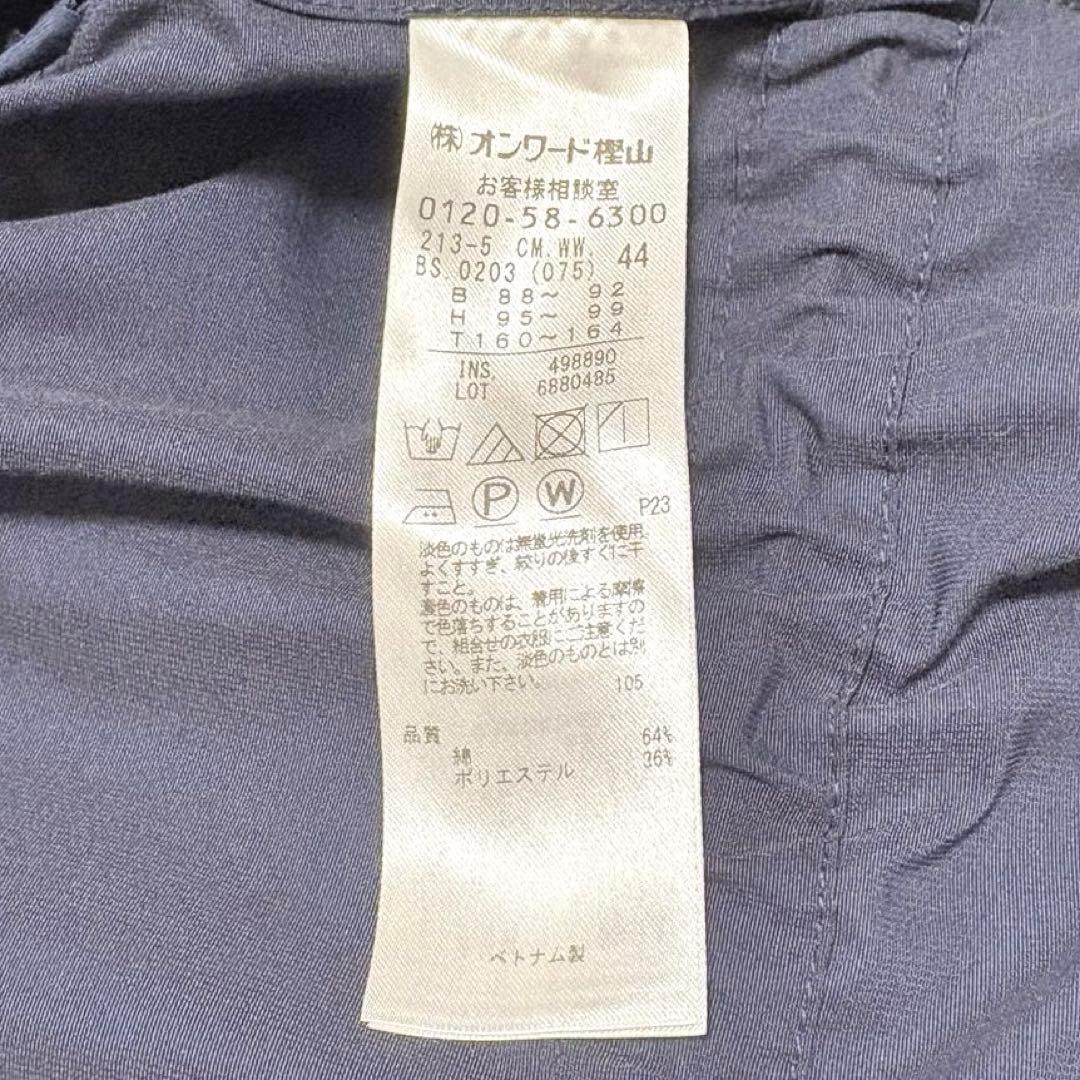 (株)オンワード樫山
お客様相談室
0120-58-6300
213-5 CM.WW. 44
BS 0203 (075)
B 88~ 92
H 95~ 99
T160~164
INS. 498890
LOT 6880485
P
W
P23
淡色のものは無蛍光洗剤を使用。
よくすすぎ、絞りの後すぐに干
すこと。
濃色のものは、着用による摩擦
で色落ちすることがありますの
で、組合せの衣服にご注意くだ
さい。また、淡色のものとは別
にお洗い下さい。 105
品質
綿 64%
ポリエステル 36%
ベトナム製